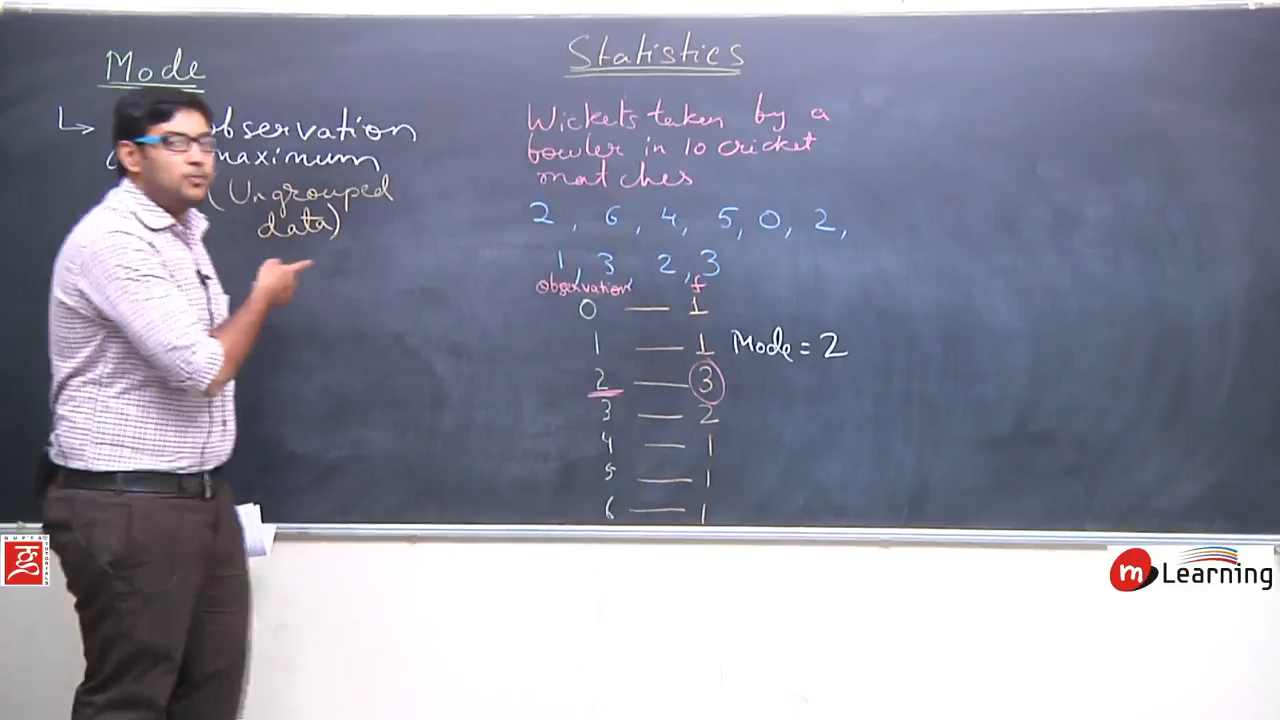 Statistics
Mode
observation
maximum
(Ungrouped
data)
Wickets taken by a
bowler in 10 cricket
matches
2, 6, 4, 5, 0, 2,
1, 3, 2, 3
observation f
0 — 1
1 — 1
Mode = 2
2 — 3
3 — 2
4 — 1
5 — 1
6 — 1
GUPTA
TUTORIALS
m Learning